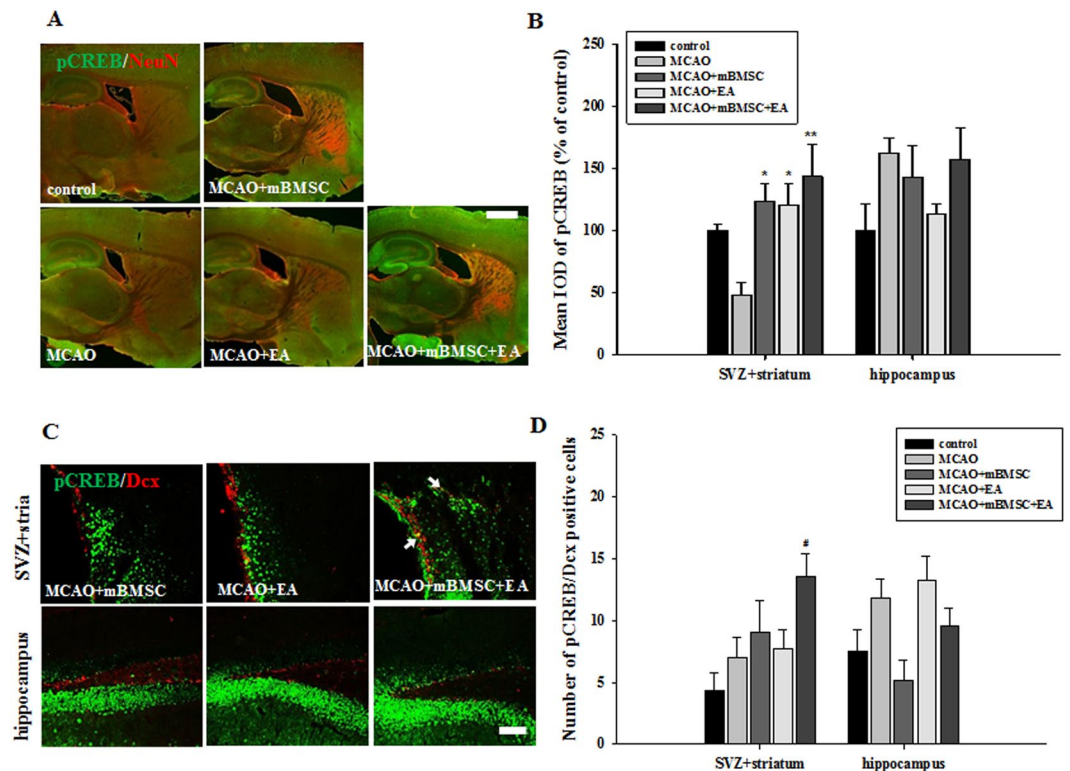 A
pCREB/NeuN
control
MCAO+mBMSC
MCAO
MCAO+EA
MCAO+mBMSC+EA
B
Mean IOD of pCREB (% of control)
250
200
150
100
50
0
control
MCAO
MCAO+mBMSC
MCAO+EA
MCAO+mBMSC+EA
*
*
**
SVZ+striatum
hippocampus
C
pCREB/Dcx
SVZ+stria
MCAO+mBMSC
MCAO+EA
MCAO+mBMSC+EA
hippocampus
D
Number of pCREB/Dcx positive cells
25
20
15
10
5
0
control
MCAO
MCAO+mBMSC
MCAO+EA
MCAO+mBMSC+EA
#
SVZ+striatum
hippocampus